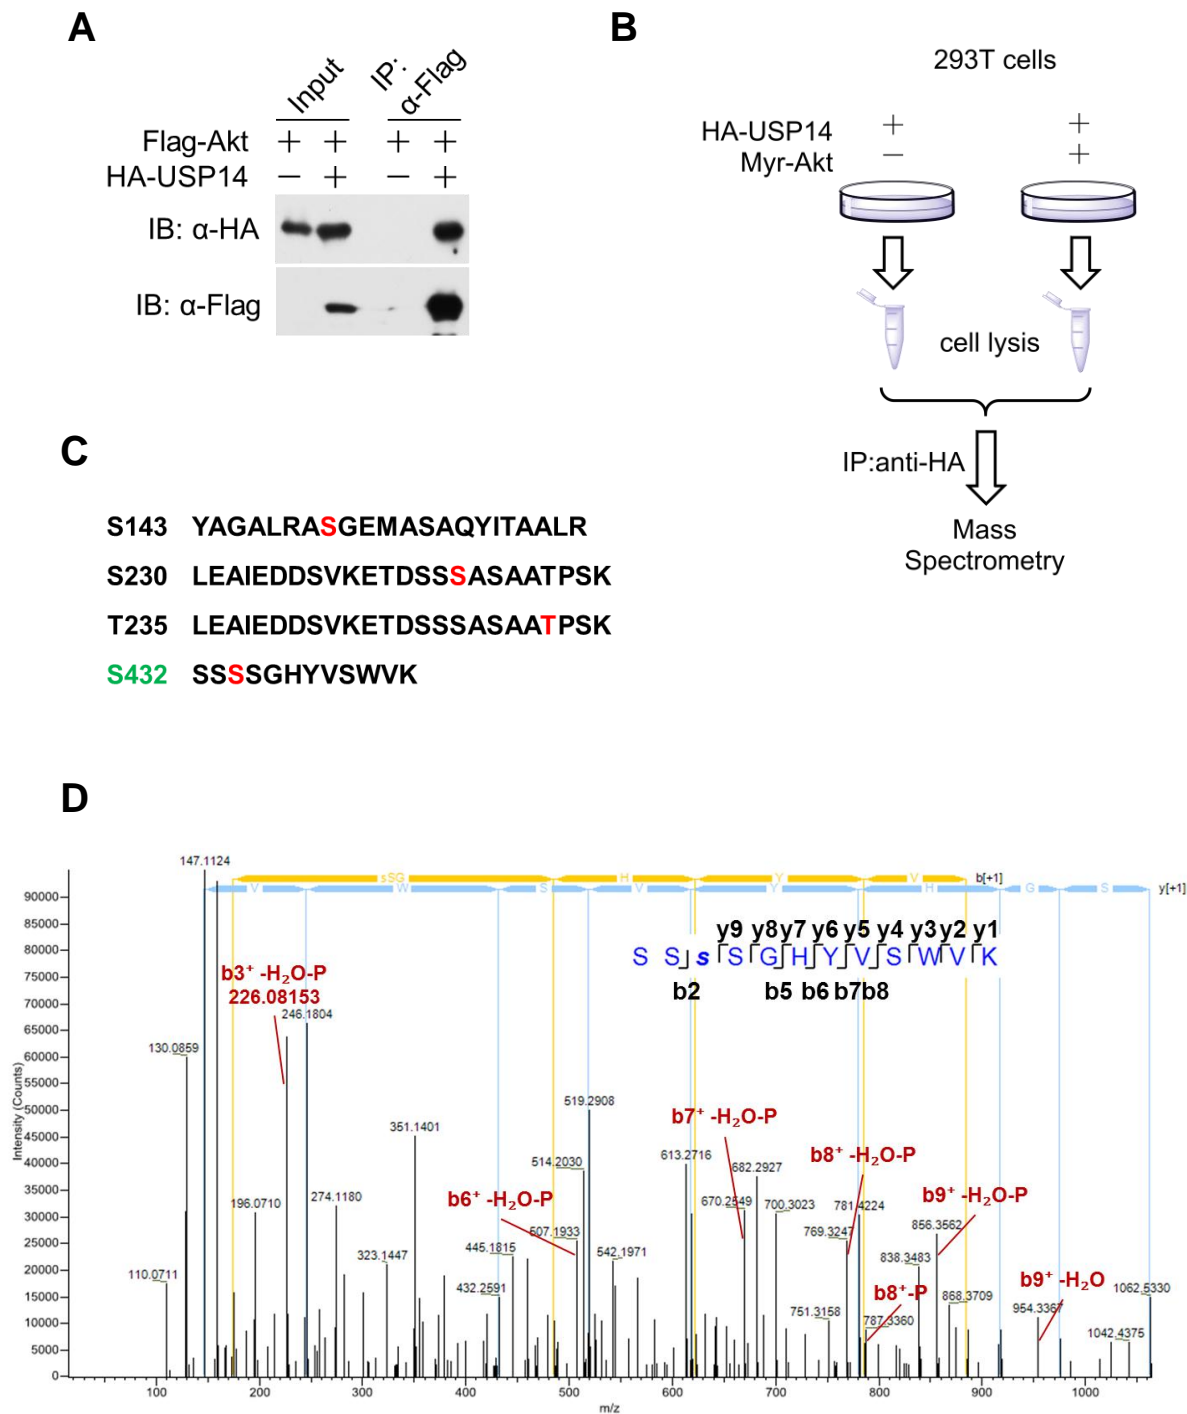 A
Input
IP:
α-Flag
Flag-Akt + + + +
HA-USP14 − + − +
IB: α-HA
IB: α-Flag
B
293T cells
HA-USP14 + +
Myr-Akt − +
cell lysis
IP:anti-HA
Mass
Spectrometry
C
S143 YAGALRASGEMASAQYITAALR
S230 LEAIEDDSVKETDSSSASAATPSK
T235 LEAIEDDSVKETDSSSASAATPSK
S432 SSSSGHYVSWVK
D
147.1124
sSG H Y V b[+1]
V W S V Y H G S y[+1]
y9 y8 y7 y6 y5 y4 y3 y2 y1
S S s S G H Y V S W V K
b2 b5 b6 b7 b8
b3⁺ -H₂O-P
226.08153
246.1804
130.0859
519.2908
b7⁺ -H₂O-P
351.1401
b8⁺ -H₂O-P
514.2030
613.2716
682.2927
b6⁺ -H₂O-P
b9⁺ -H₂O-P
196.0710
274.1180
670.2549
700.3023
781.4224
507.1933
769.3247
856.3562
323.1447
445.1815
542.1971
838.3483
b9⁺ -H₂O
110.0711
432.2591
b8⁺-P
868.3709
1062.5330
751.3158
787.3360
954.3367
1042.4375
90000
85000
80000
75000
70000
65000
60000
55000
50000
45000
40000
35000
30000
25000
20000
15000
10000
5000
0
Intensity (Counts)
100 200 300 400 500 600 700 800 900 1000
m/z